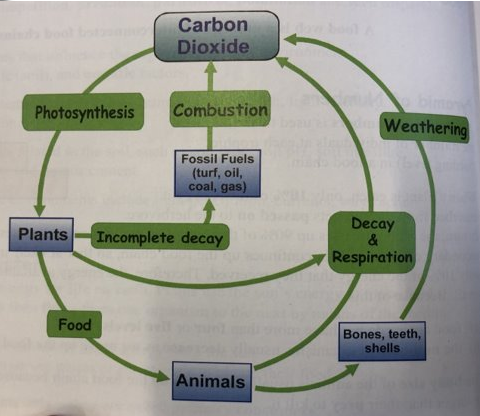 Carbon
Dioxide
Photosynthesis
Combustion
Weathering
Fossil Fuels
(turf, oil,
coal, gas)
Plants
Incomplete decay
Decay
&
Respiration
Food
Bones, teeth,
shells
Animals